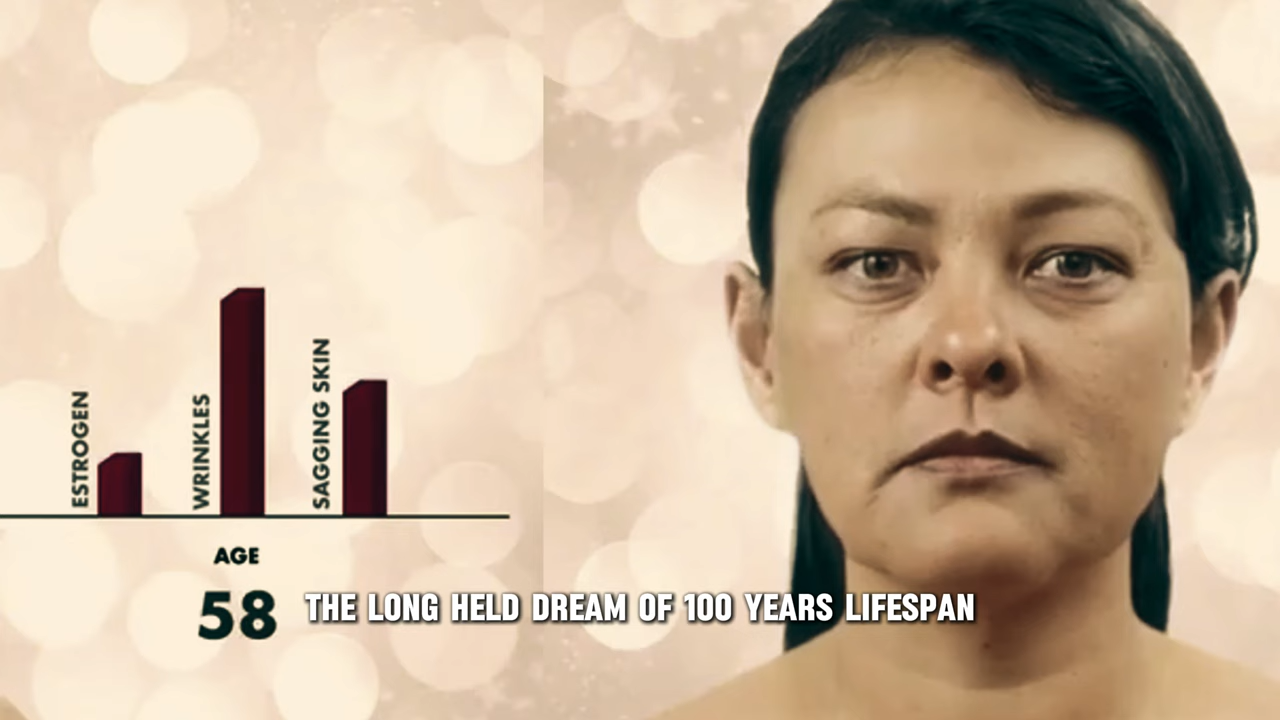 ESTROGEN
WRINKLES
SAGGING SKIN
AGE
58
THE LONG HELD DREAM OF 100 YEARS LIFESPAN